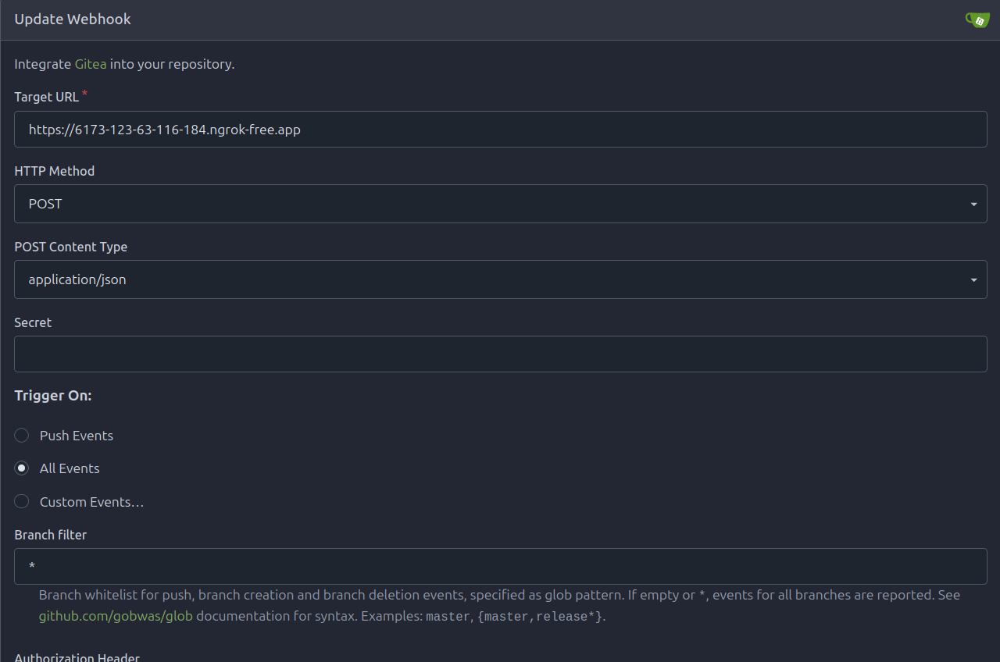 Update Webhook
Integrate Gitea into your repository.
Target URL *
https://6173-123-63-116-184.ngrok-free.app
HTTP Method
POST
POST Content Type
application/json
Secret
Trigger On:
Push Events
All Events
Custom Events...
Branch filter
*
Branch whitelist for push, branch creation and branch deletion events, specified as glob pattern. If empty or *, events for all branches are reported. See
github.com/gobwas/glob documentation for syntax. Examples: master, {master,release*}.
Authorization Header